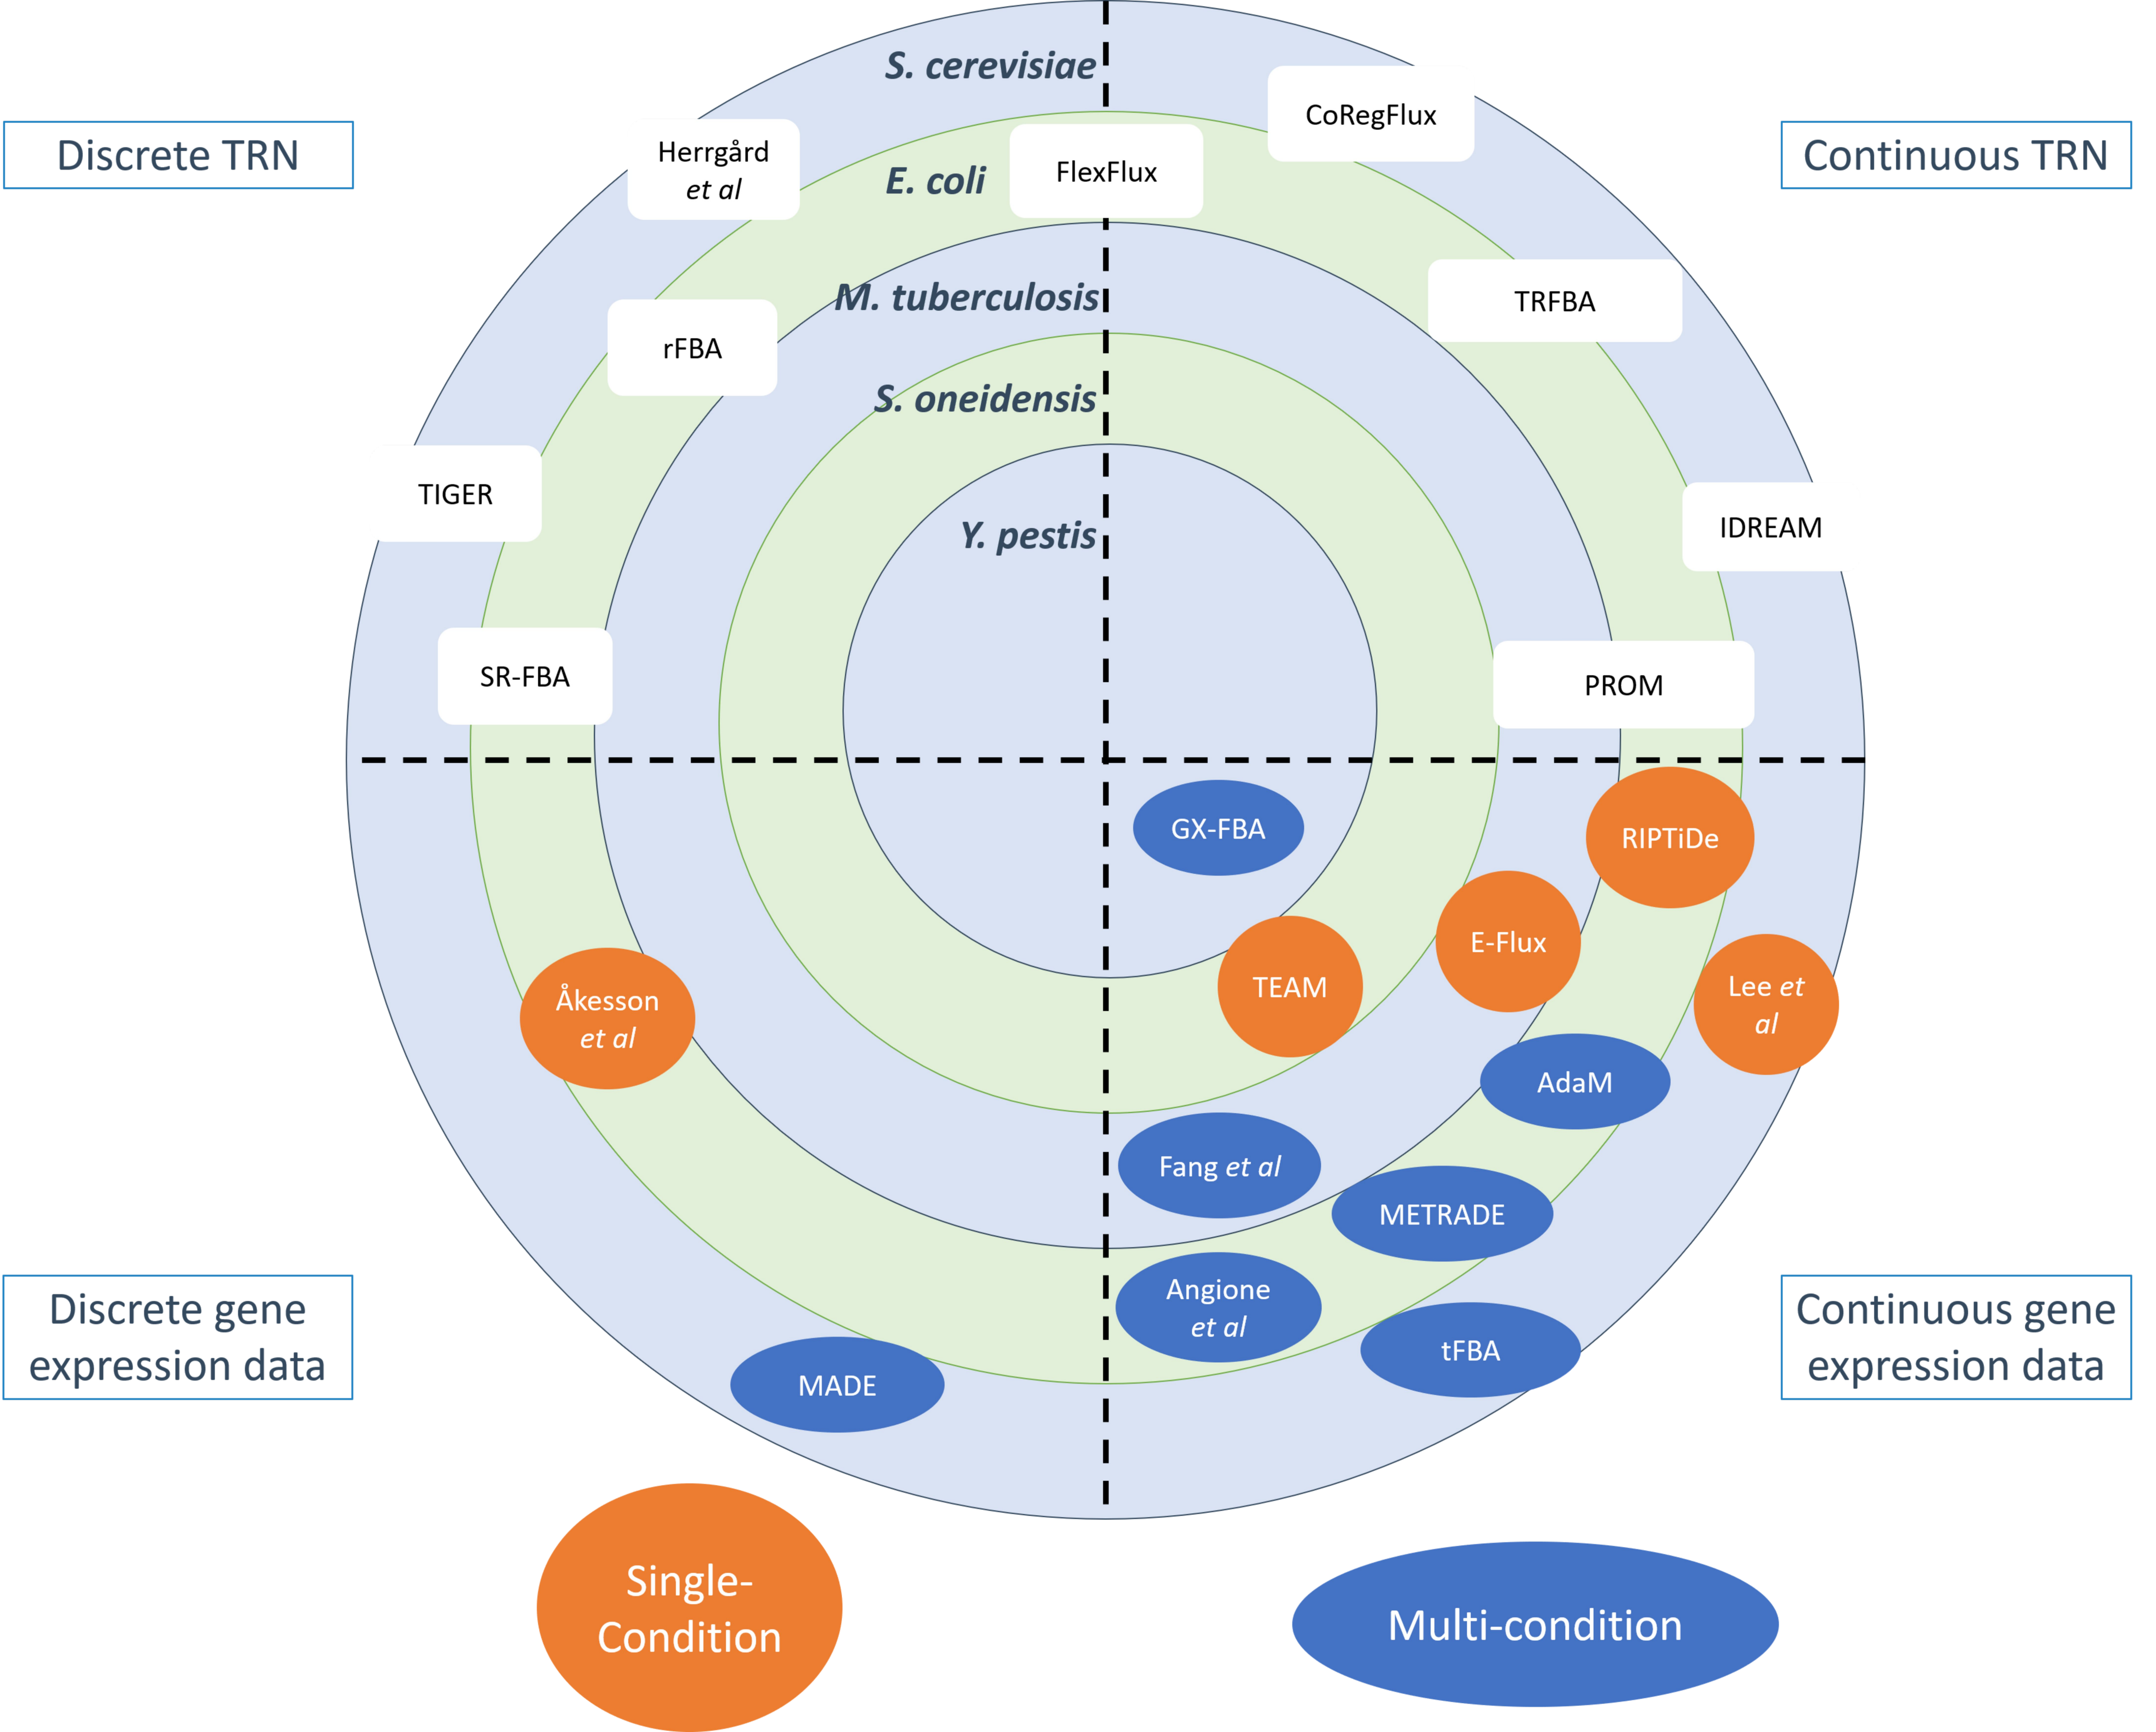 S. cerevisiae
CoRegFlux
Discrete TRN
Continuous TRN
Herrgård
et al
E. coli
FlexFlux
M. tuberculosis
TRFBA
rFBA
S. oneidensis
TIGER
Y. pestis
IDREAM
SR-FBA
PROM
GX-FBA
RIPTiDe
E-Flux
TEAM
Lee et
al
Åkesson
et al
AdaM
Fang et al
METRADE
Angione
et al
Discrete gene
expression data
Continuous gene
expression data
tFBA
MADE
Single-
Condition
Multi-condition